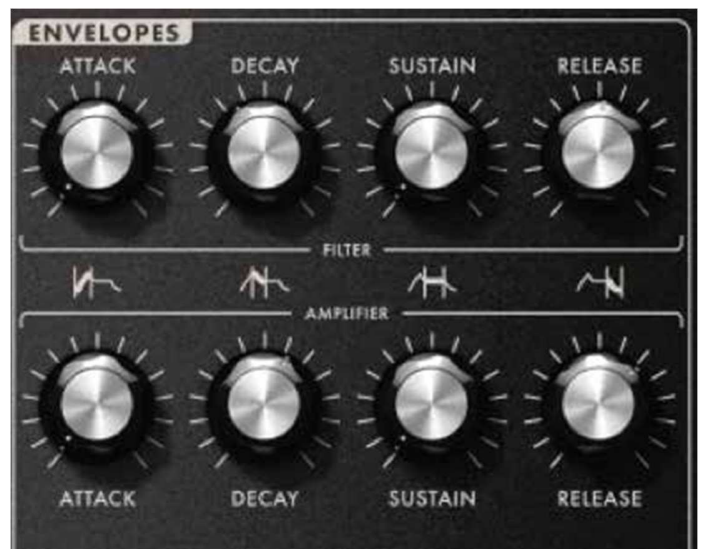 ENVELOPES
ATTACK DECAY SUSTAIN RELEASE
FILTER
AMPLIFIER
ATTACK DECAY SUSTAIN RELEASE